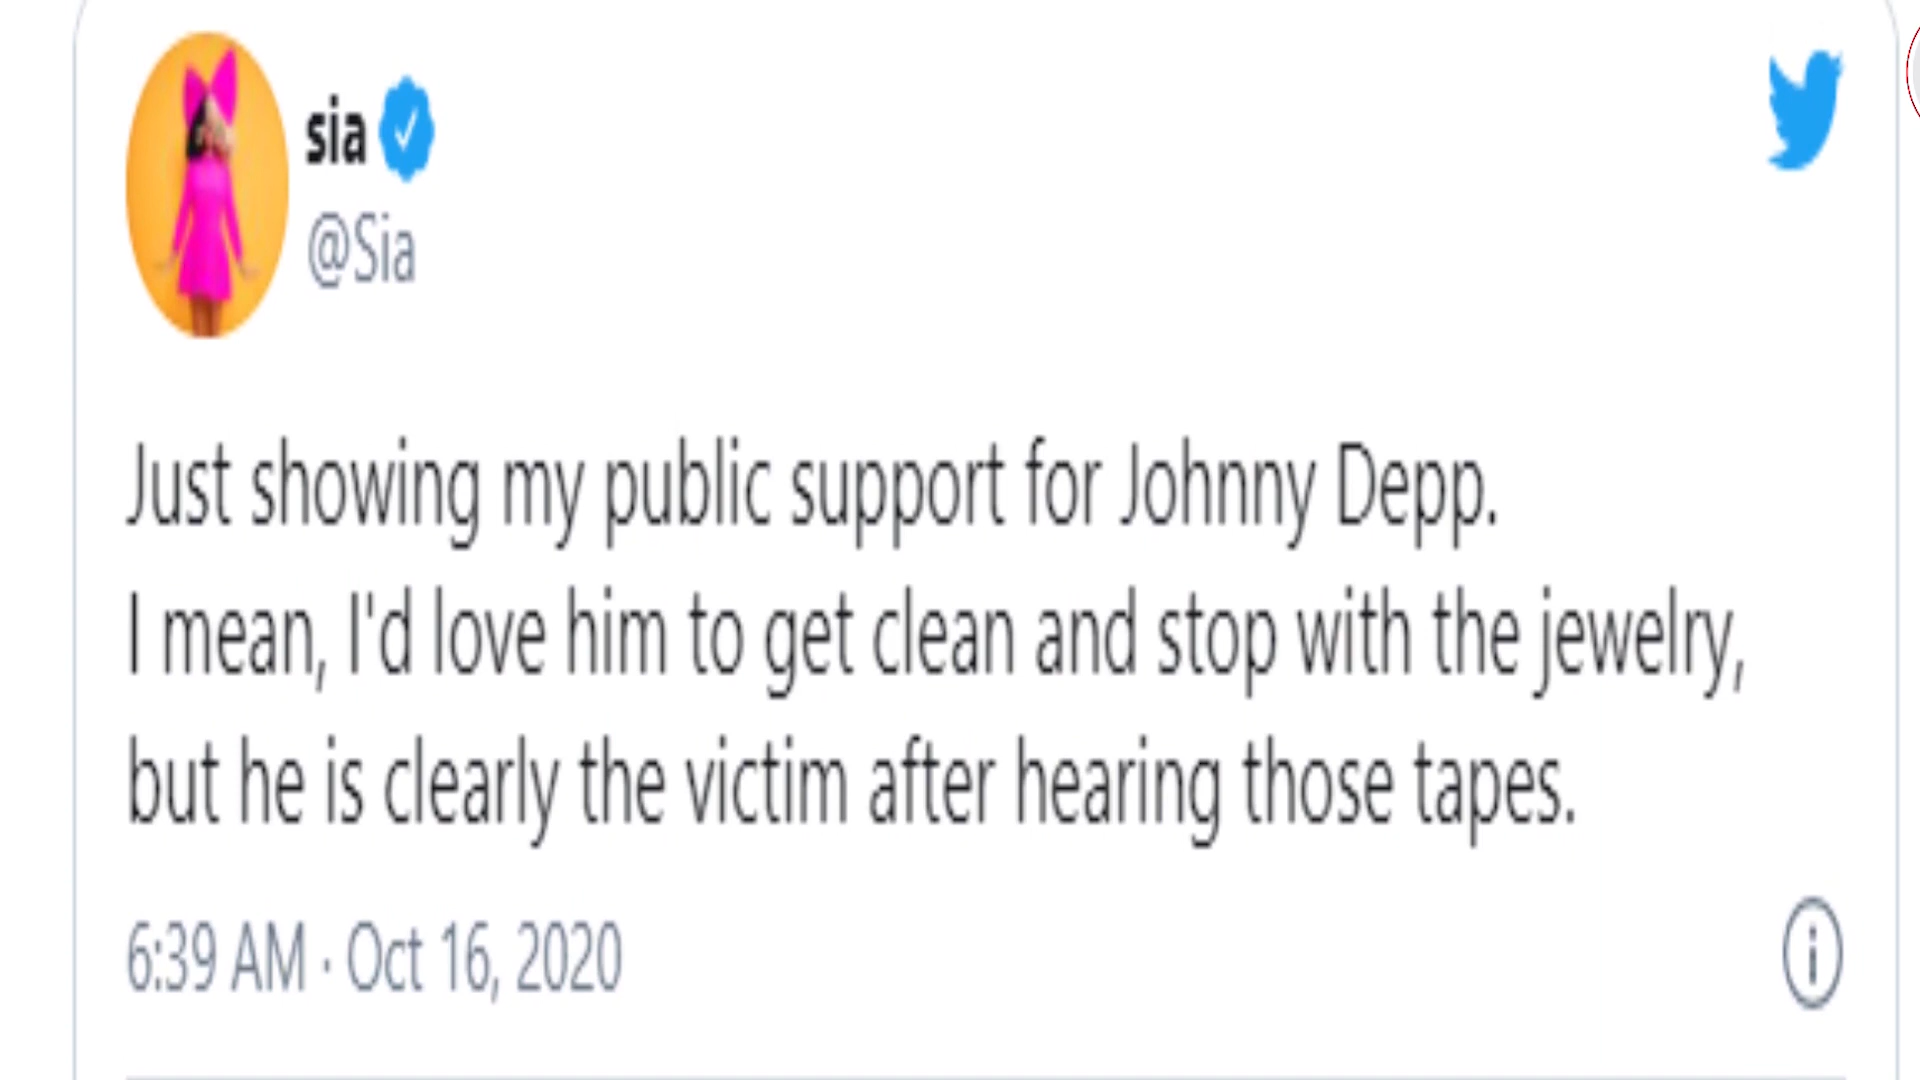 sia
@Sia
Just showing my public support for Johnny Depp.
I mean, I'd love him to get clean and stop with the jewelry,
but he is clearly the victim after hearing those tapes.
6:39 AM · Oct 16, 2020